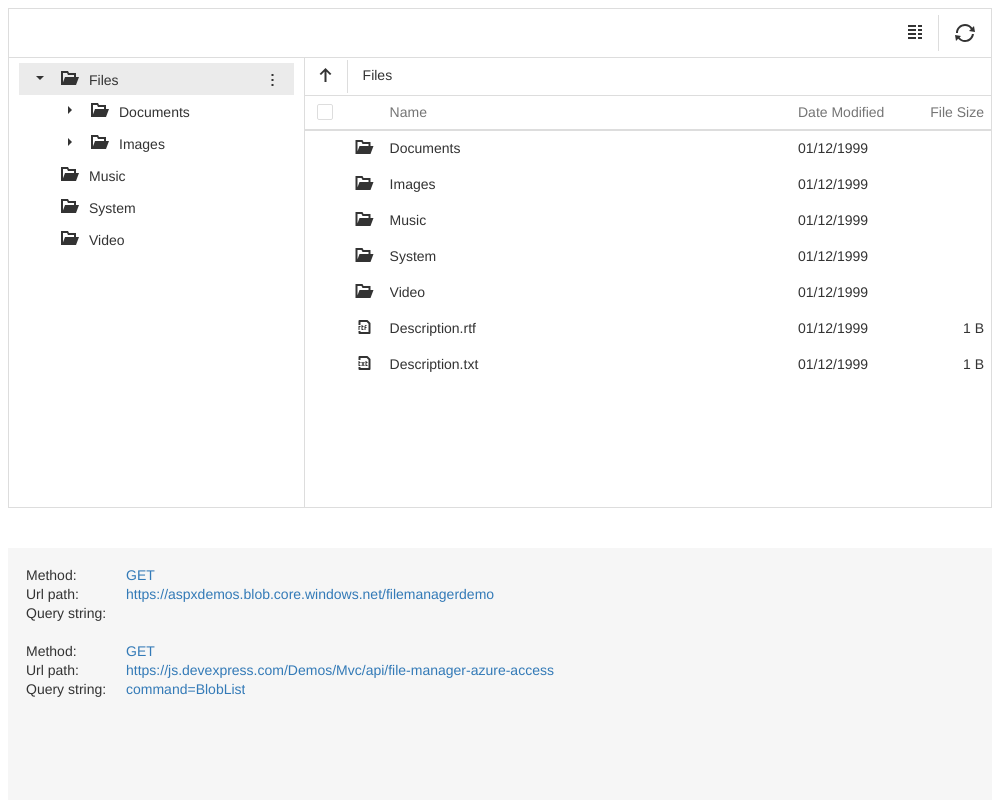 Files
Documents
Images
Music
System
Video
Files
Name Date Modified File Size
Documents 01/12/1999
Images 01/12/1999
Music 01/12/1999
System 01/12/1999
Video 01/12/1999
rtf Description.rtf 01/12/1999 1 B
txt Description.txt 01/12/1999 1 B
Method: GET
Url path: https://aspxdemos.blob.core.windows.net/filemanagerdemo
Query string:
Method: GET
Url path: https://js.devexpress.com/Demos/Mvc/api/file-manager-azure-access
Query string: command=BlobList